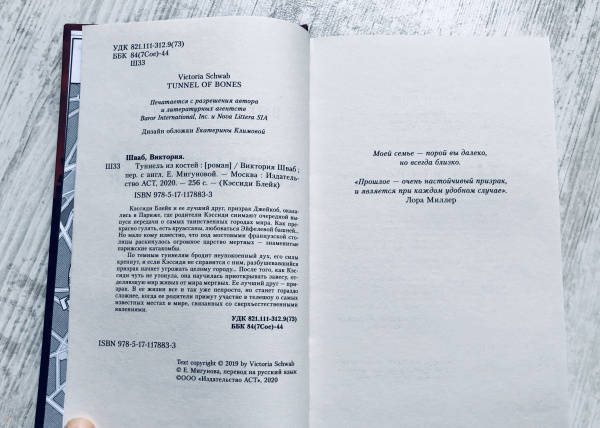 УДК 821.111-312.9(73)
ББК 84(7Сое)-44
Ш33
Victoria Schwab
TUNNEL OF BONES
Печатается с разрешения автора
и литературных агентств
Baror International, Inc. и Nova Littera SIA
Дизайн обложки Екатерины Климовой
Шваб, Виктория.
Ш33 Туннель из костей : [роман] / Виктория Шваб ;
пер. с англ. Е. Мигуновой. — Москва : Издатель-
ство АСТ, 2020. — 256 с. — (Кэссиди Блейк)
ISBN 978-5-17-117883-3
Кэссиди Блейк и ее лучший друг, призрак Джейкоб, оказа-
лись в Париже, где родители Кэссиди снимают очередной вы-
пуск передачи о самых таинственных городах мира. Как пре-
красно гулять, есть круассаны, любоваться Эйфелевой башней...
Но мало кому известно, что под мостовыми французской сто-
лицы раскинулось огромное царство мертвых — знаменитые
парижские катакомбы.
По темным туннелям бродит неупокоенный дух, его силы
крепнут, и если Кэссиди не справится с ним, разбушевавшийся
призрак начнет угрожать целому городу... После того, как Кэс-
сиди чуть не утонула, она научилась приоткрывать завесу, от-
деляющую мир живых от мира мертвых. Ее лучший друг — при-
зрак. В ее жизни все и так уже непросто, но станет гораздо
сложнее, когда ее родители примут участие в телешоу о самых
известных местах в мире, связанных со сверхъестественными
явлениями.
УДК 821.111-312.9(73)
ББК 84(7Сое)-44
ISBN 978-5-17-117883-3
Text copyright © 2019 by Victoria Schwab
© Е. Мигунова, перевод на русский язык
©ООО «Издательство АСТ», 2020
Моей семье — порой вы далеко,
но всегда близко.
«Прошлое — очень настойчивый призрак,
и является при каждом удобном случае».
Лора Миллер